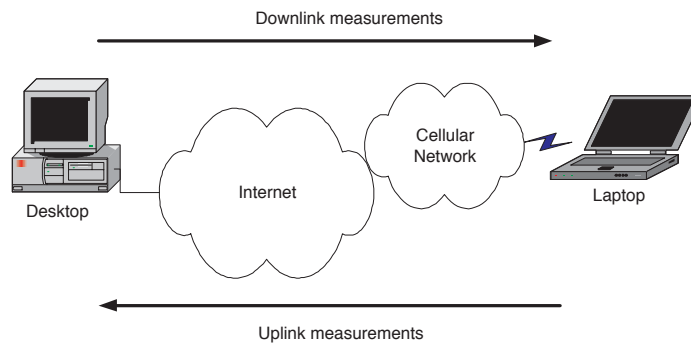 Downlink measurements
Cellular
Network
Internet
Desktop
Laptop
Uplink measurements